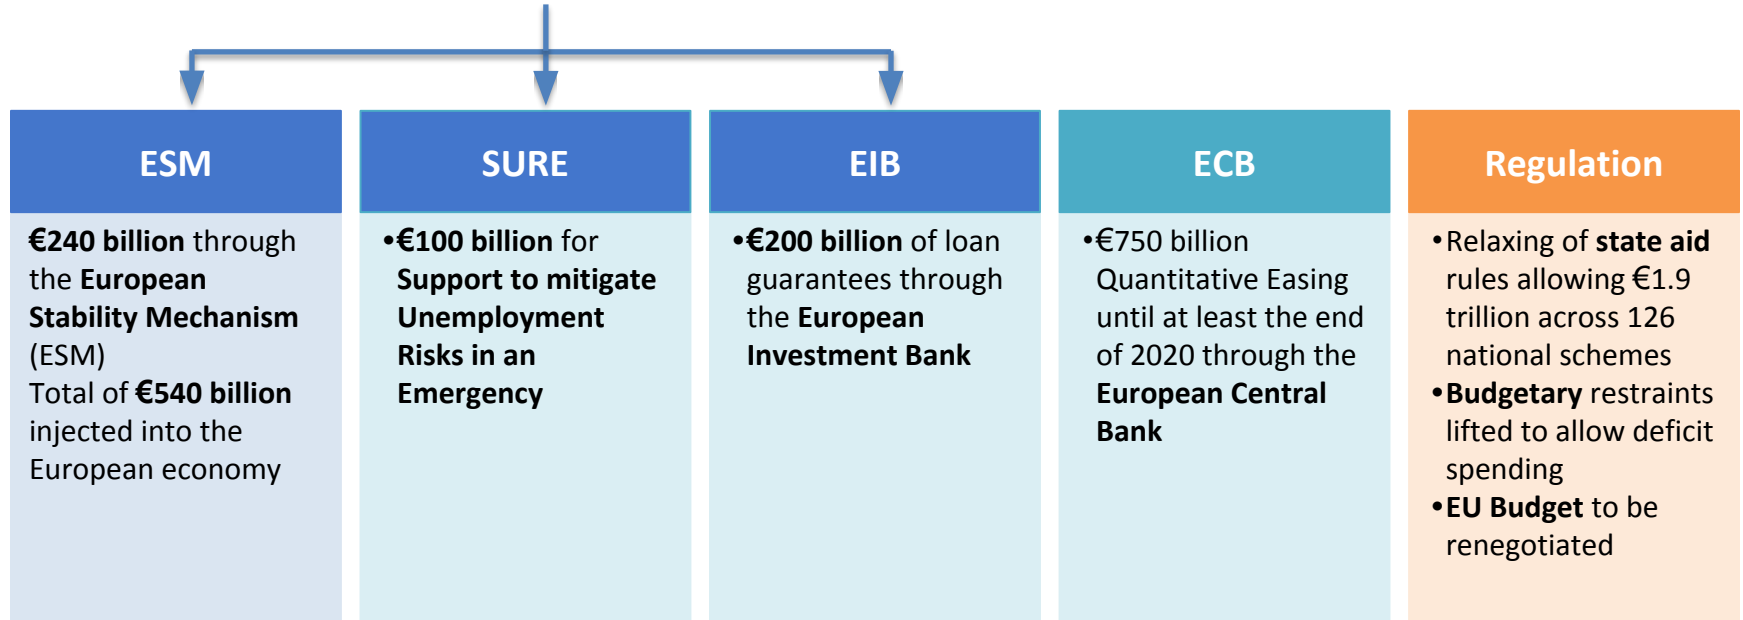 ESM
€240 billion through
the European
Stability Mechanism
(ESM)
Total of €540 billion
injected into the
European economy
SURE
•€100 billion for
Support to mitigate
Unemployment
Risks in an
Emergency
EIB
•€200 billion of loan
guarantees through
the European
Investment Bank
ECB
•€750 billion
Quantitative Easing
until at least the end
of 2020 through the
European Central
Bank
Regulation
•Relaxing of state aid
rules allowing €1.9
trillion across 126
national schemes
•Budgetary restraints
lifted to allow deficit
spending
•EU Budget to be
renegotiated